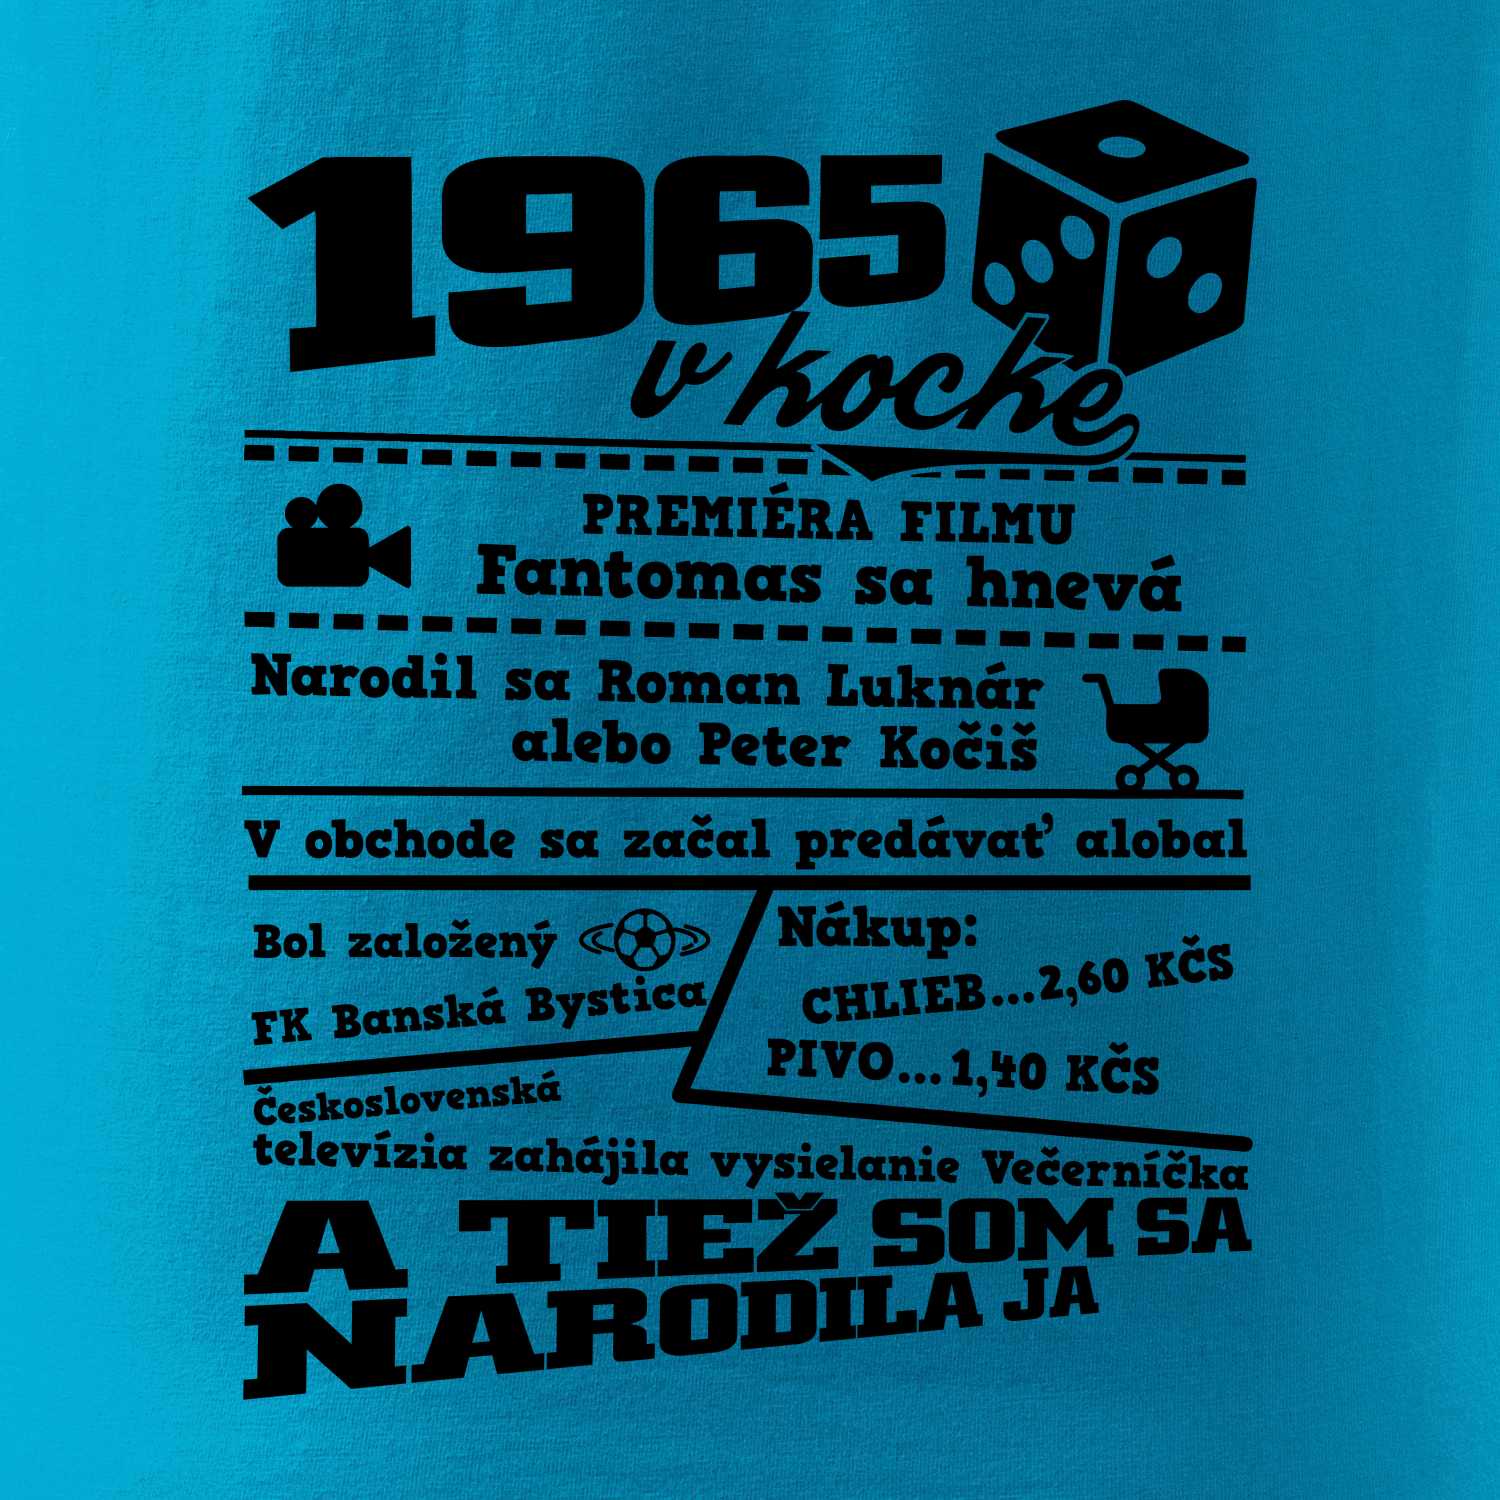 1965
v kocke
PREMIÉRA FILMU
Fantomas sa hnevá
Narodil sa Roman Luknár
alebo Peter Kočiš
V obchode sa začal predávať alobal
Bol založený
FK Banská Bystica
Nákup:
CHLIEB...2,60 KČS
PIVO...1,40 KČS
Československá
televízia zahájila vysielanie Večerníčka
A TIEŽ SOM SA
NARODILA JA